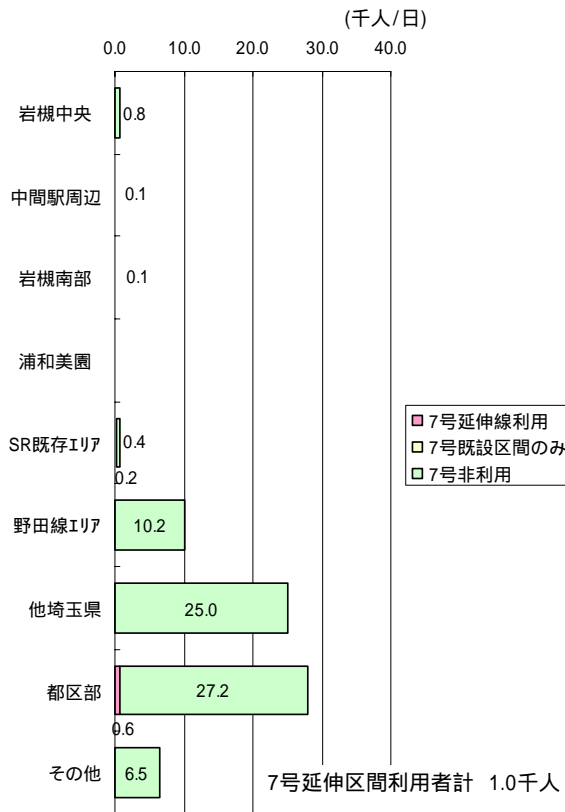 (千人/日)
0.0 10.0 20.0 30.0 40.0
岩槻中央 0.8
中間駅周辺 0.1
岩槻南部 0.1
浦和美園
SR既存エリア 0.4
0.2
野田線エリア 10.2
他埼玉県 25.0
都区部 27.2
0.6
その他 6.5
7号延伸線利用
7号既設区間のみ
7号非利用
7号延伸区間利用者計 1.0千人